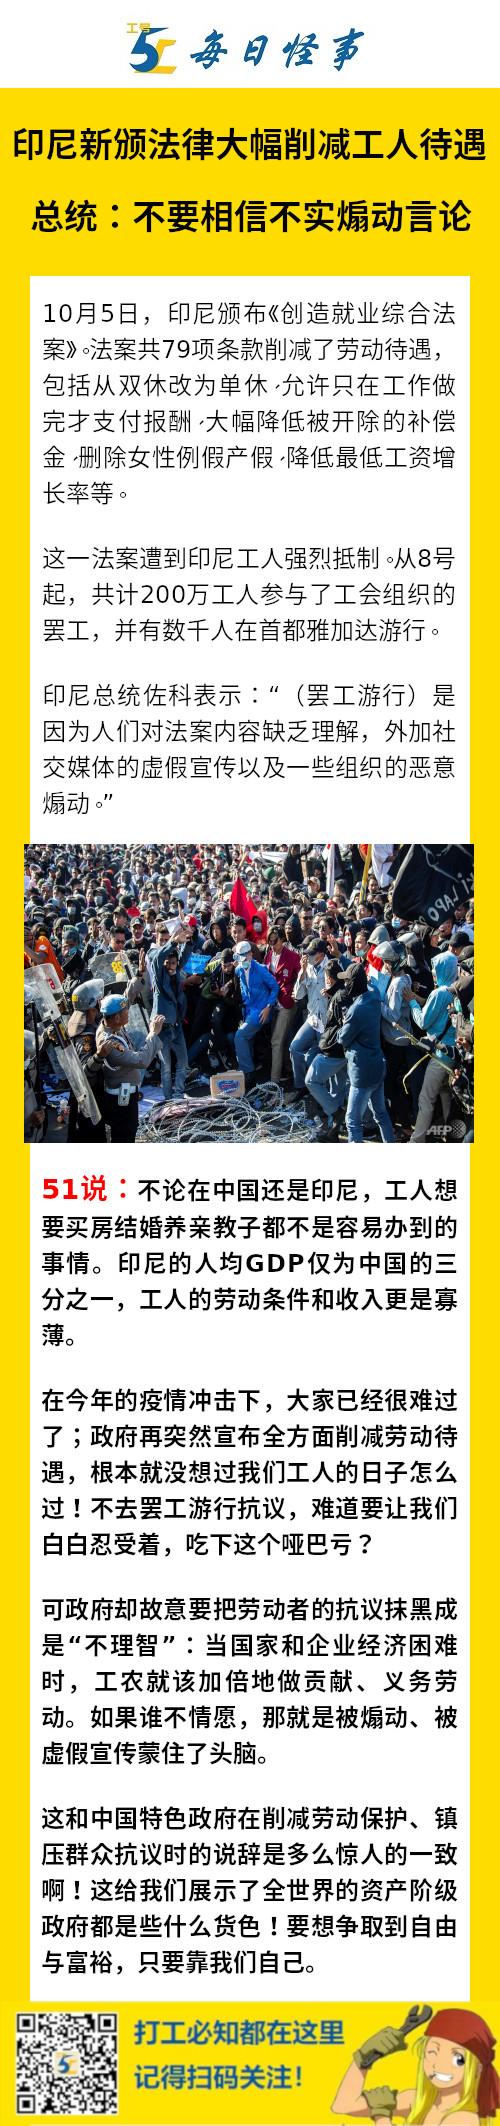 工号
51
每日怪事
印尼新颁法律大幅削减工人待遇
总统：不要相信不实煽动言论
10月5日，印尼颁布《创造就业综合法
案》。法案共79项条款削减了劳动待遇，
包括从双休改为单休、允许只在工作做
完才支付报酬、大幅降低被开除的补偿
金、删除女性例假产假、降低最低工资增
长率等。
这一法案遭到印尼工人强烈抵制。从8号
起，共计200万工人参与了工会组织的
罢工，并有数千人在首都雅加达游行。
印尼总统佐科表示：“（罢工游行）是
因为人们对法案内容缺乏理解，外加社
交媒体的虚假宣传以及一些组织的恶意
煽动。”
AFP
51说：不论在中国还是印尼，工人想
要买房结婚养亲教子都不是容易办到的
事情。印尼的人均GDP仅为中国的三
分之一，工人的劳动条件和收入更是寡
薄。
在今年的疫情冲击下，大家已经很难过
了；政府再突然宣布全方面削减劳动待
遇，根本就没想过我们工人的日子怎么
过！不去罢工游行抗议，难道要让我们
白白忍受着，吃下这个哑巴亏？
可政府却故意要把劳动者的抗议抹黑成
是“不理智”：当国家和企业经济困难
时，工农就该加倍地做贡献、义务劳
动。如果谁不情愿，那就是被煽动、被
虚假宣传蒙住了头脑。
这和中国特色政府在削减劳动保护、镇
压群众抗议时的说辞是多么惊人的一致
啊！这给我们展示了全世界的资产阶级
政府都是些什么货色！要想争取到自由
与富裕，只要靠我们自己。
打工必知都在这里
记得扫码关注！